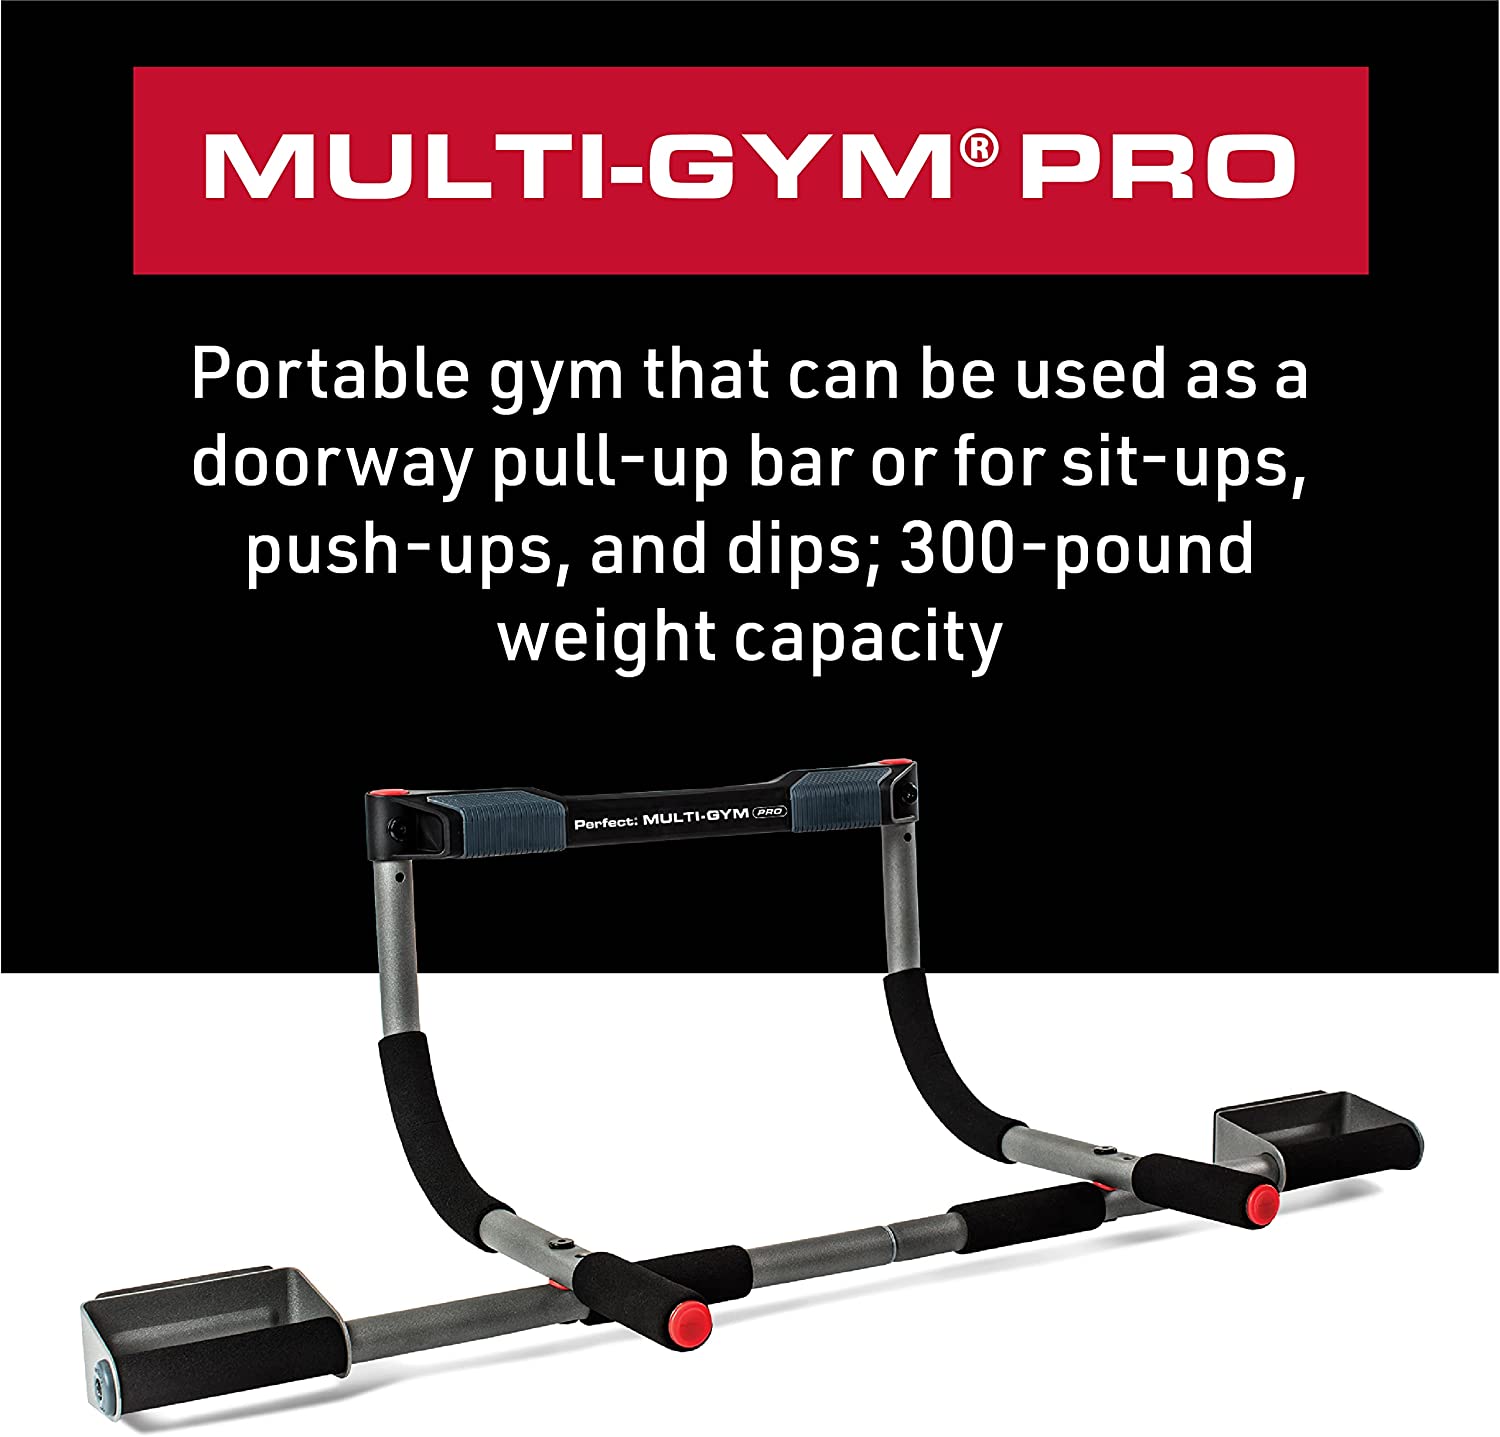 MULTI-GYM® PRO
Portable gym that can be used as a
doorway pull-up bar or for sit-ups,
push-ups, and dips; 300-pound
weight capacity
Perfect: MULTI-GYM PRO